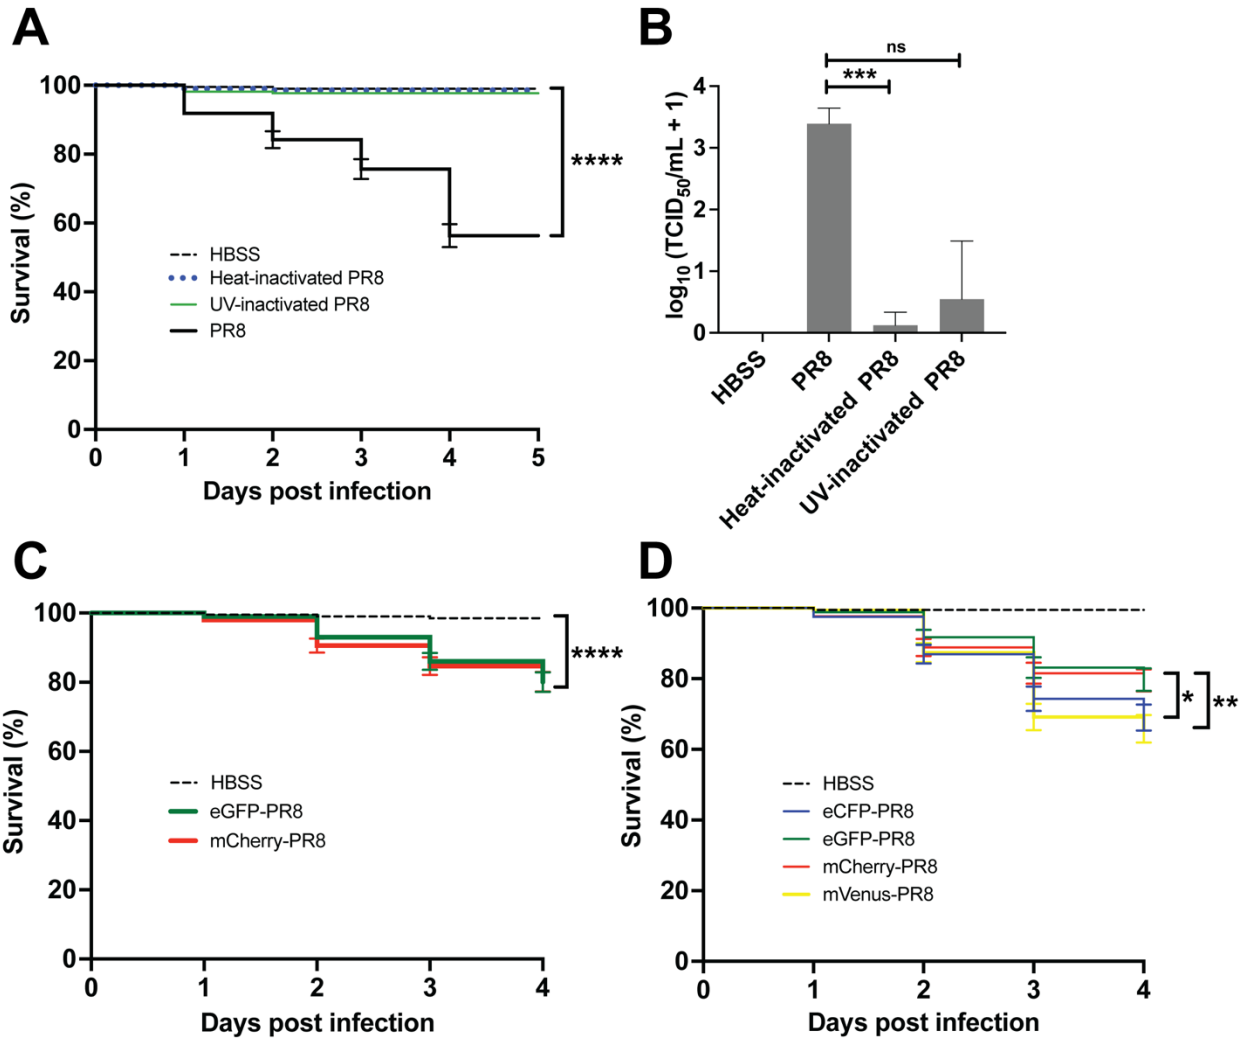 A
100
80
60
40
20
0
Survival (%)
0 1 2 3 4 5
Days post infection
HBSS
Heat-inactivated PR8
UV-inactivated PR8
PR8
****
B
ns
***
4
3
2
1
0
log10 (TCID50/mL + 1)
HBSS
PR8
Heat-inactivated PR8
UV-inactivated PR8
C
100
80
60
40
20
0
Survival (%)
0 1 2 3 4
Days post infection
HBSS
eGFP-PR8
mCherry-PR8
****
D
100
80
60
40
20
0
Survival (%)
0 1 2 3 4
Days post infection
HBSS
eCFP-PR8
eGFP-PR8
mCherry-PR8
mVenus-PR8
*
**